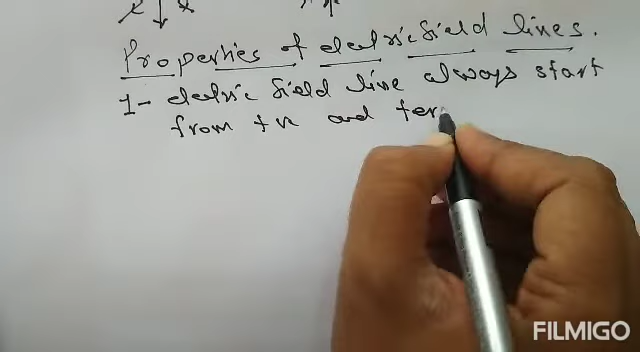 Properties of electric field lines.
1- electric field line always start
from +ve and ter
FILMIGO